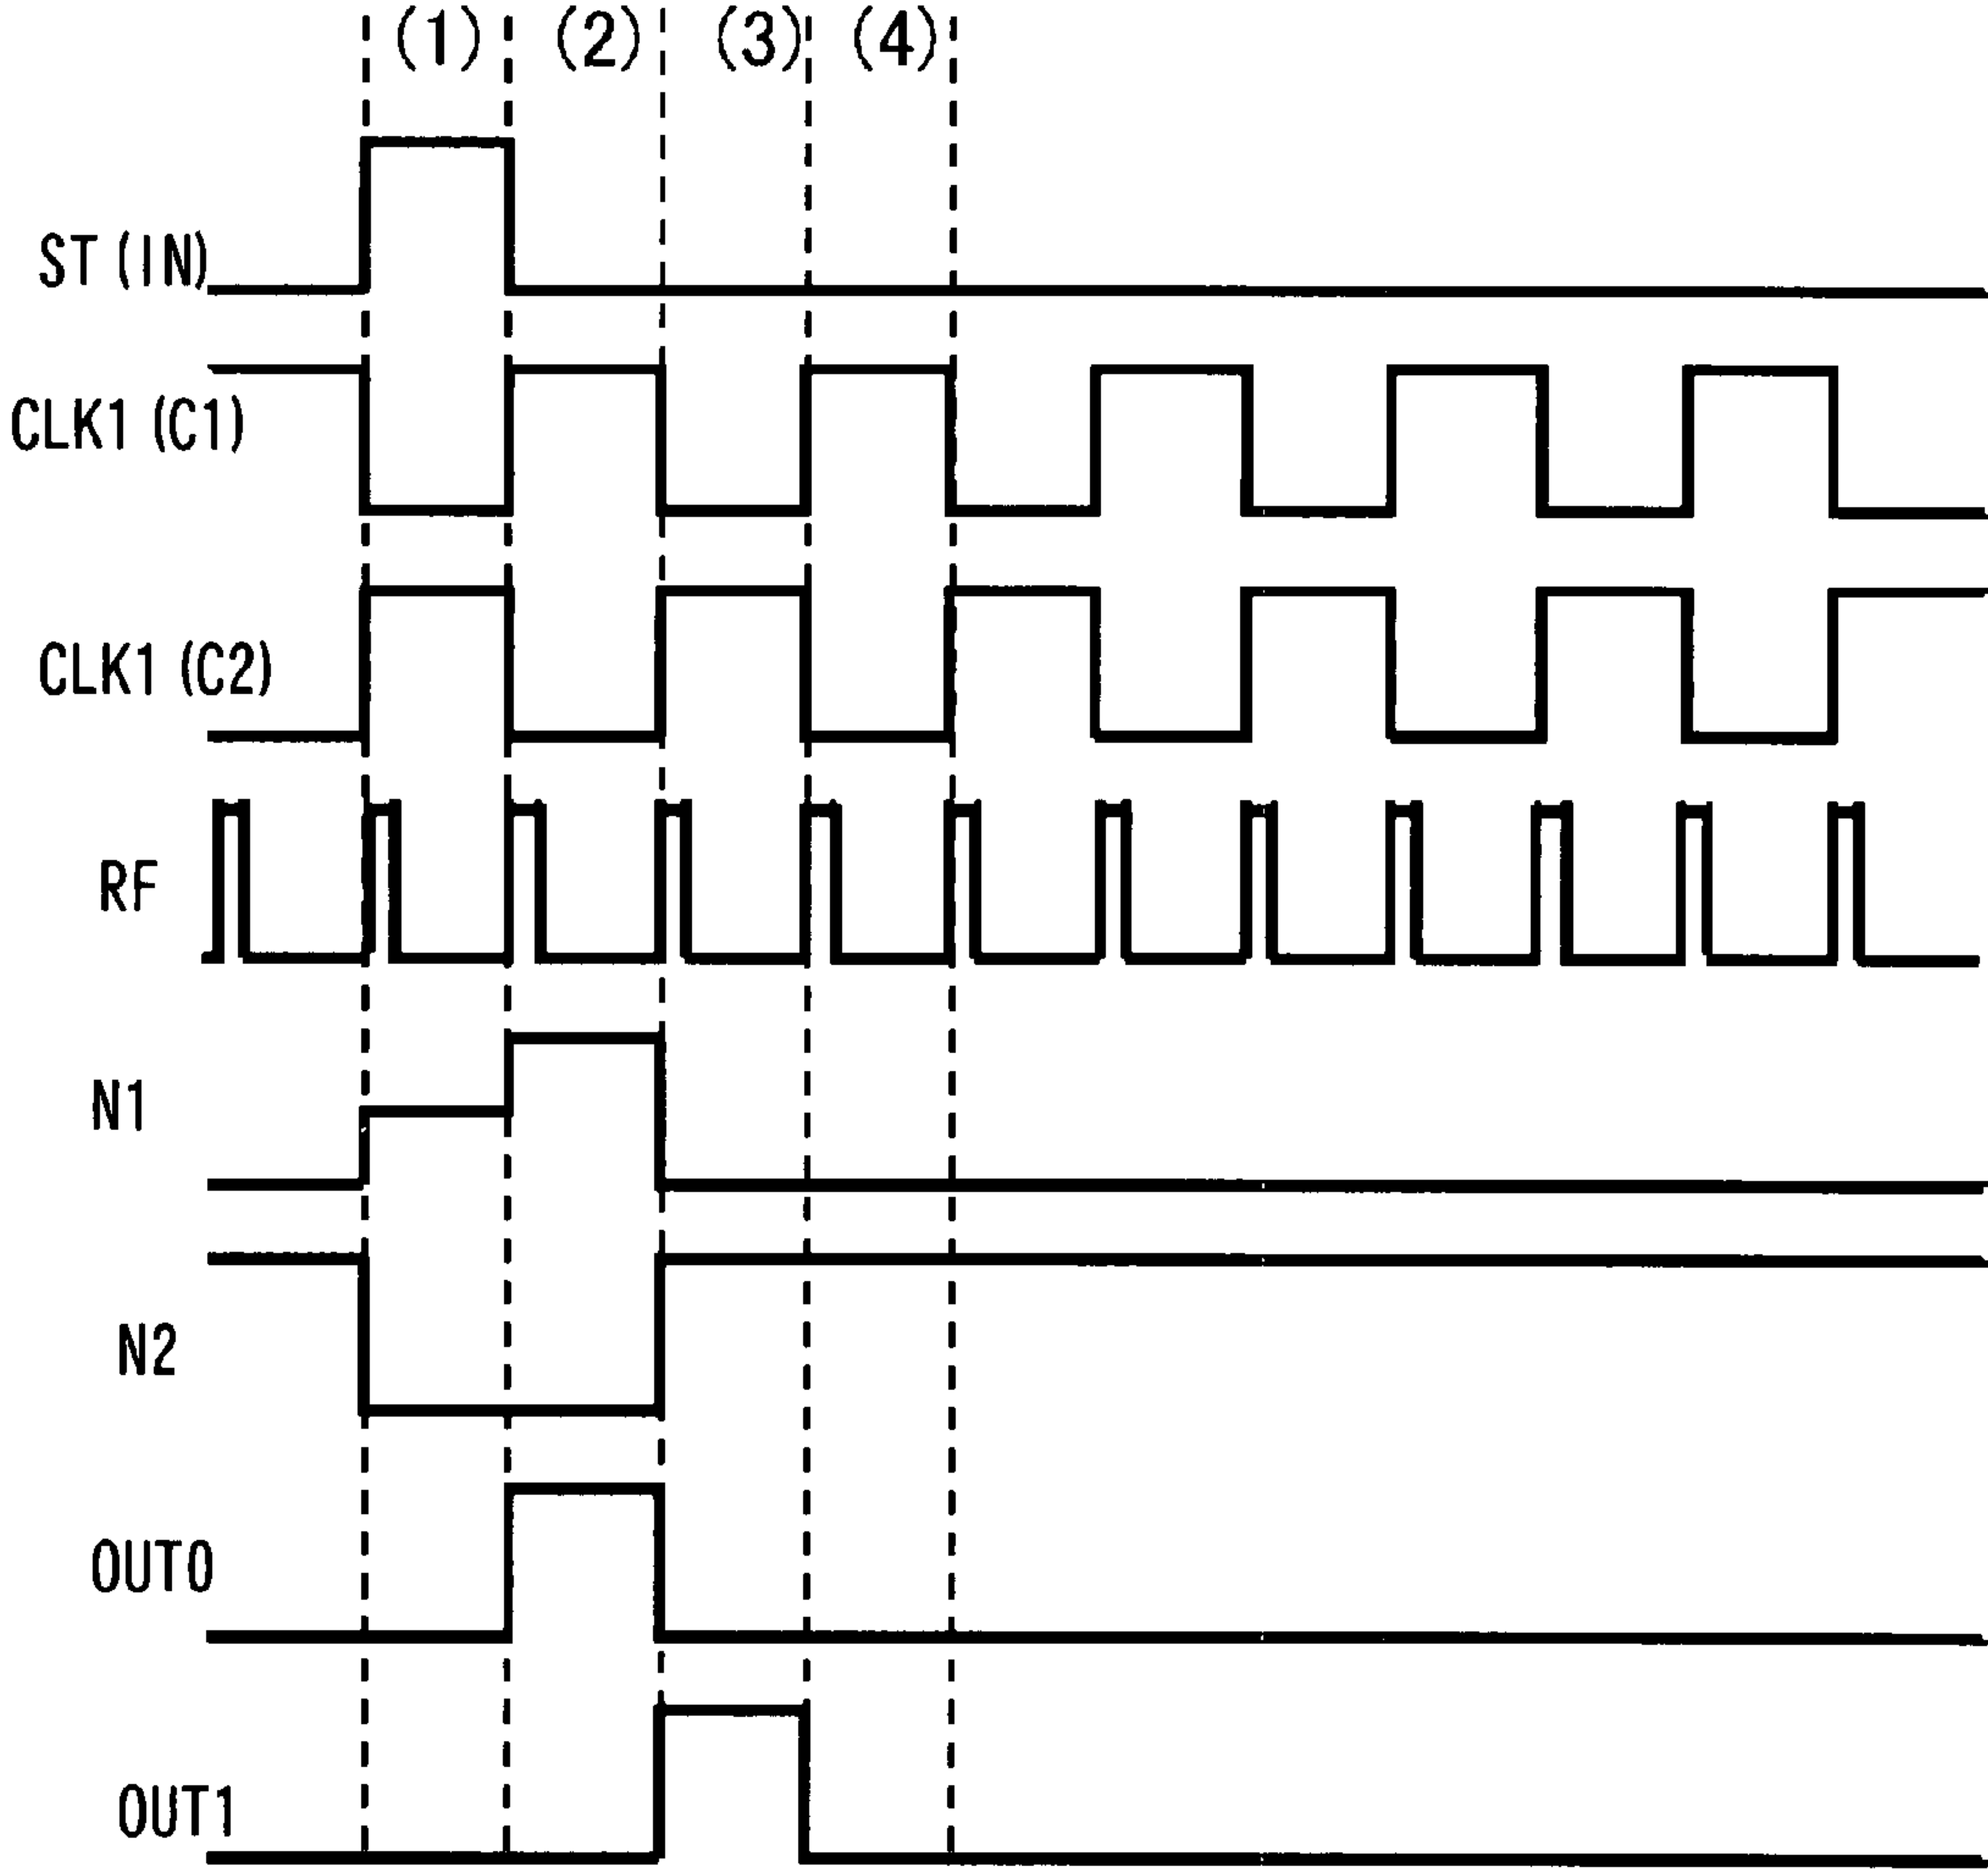 (1) (2) (3) (4)
ST(IN)
CLK1(C1)
CLK1(C2)
RF
N1
N2
OUT0
OUT1